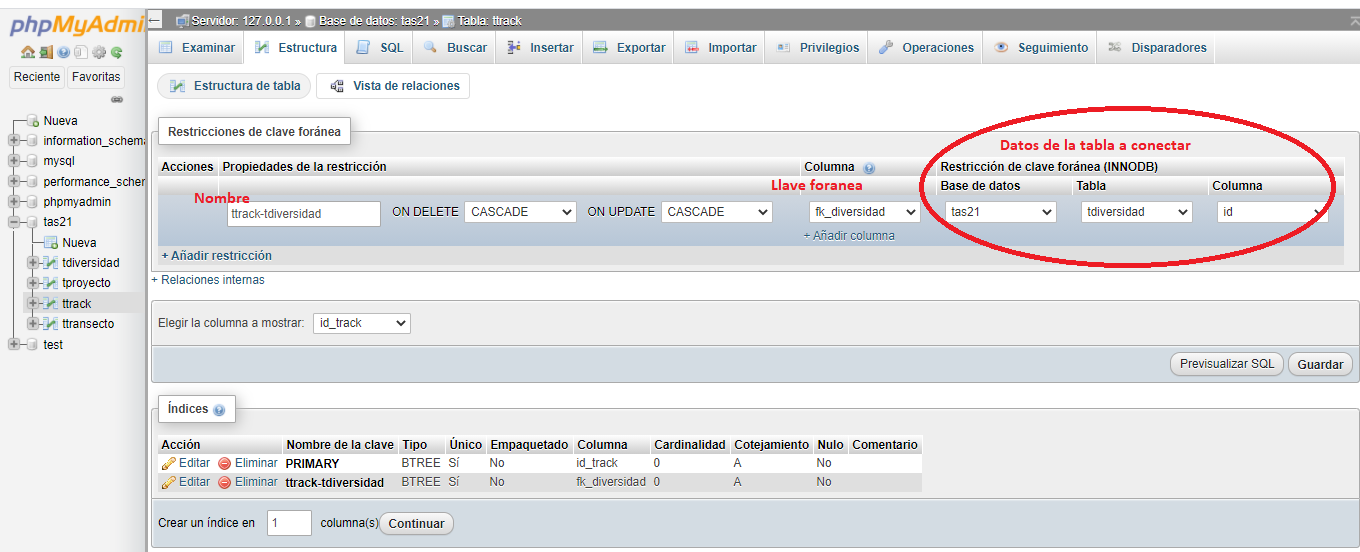 phpMyAdmi
Servidor: 127.0.0.1 » Base de datos: tas21 » Tabla: ttrack
Examinar Estructura SQL Buscar Insertar Exportar Importar Privilegios Operaciones Seguimiento Disparadores
Reciente Favoritas
Estructura de tabla Vista de relaciones
Nueva
information_schema
mysql
performance_schem
phpmyadmin
tas21
Nueva
tdiversidad
tproyecto
ttrack
ttransecto
test
Restricciones de clave foránea
Datos de la tabla a conectar
Acciones Propiedades de la restricción Columna Restricción de clave foránea (INNODB)
Llave foranea Base de datos Tabla Columna
Nombre
ttrack-tdiversidad ON DELETE CASCADE ON UPDATE CASCADE fk_diversidad tas21 tdiversidad id
+ Añadir columna
+ Añadir restricción
+ Relaciones internas
Elegir la columna a mostrar: id_track
Previsualizar SQL Guardar
Índices
Acción Nombre de la clave Tipo Único Empaquetado Columna Cardinalidad Cotejamiento Nulo Comentario
Editar Eliminar PRIMARY BTREE Sí No id_track 0 A No
Editar Eliminar ttrack-tdiversidad BTREE Sí No fk_diversidad 0 A No
Crear un índice en 1 columna(s) Continuar